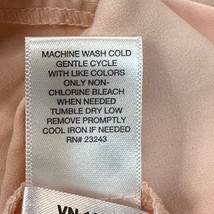 MACHINE WASH COLD
GENTLE CYCLE
WITH LIKE COLORS
ONLY NON-
CHLORINE BLEACH
WHEN NEEDED
TUMBLE DRY LOW
REMOVE PROMPTLY
COOL IRON IF NEEDED
RN# 23243